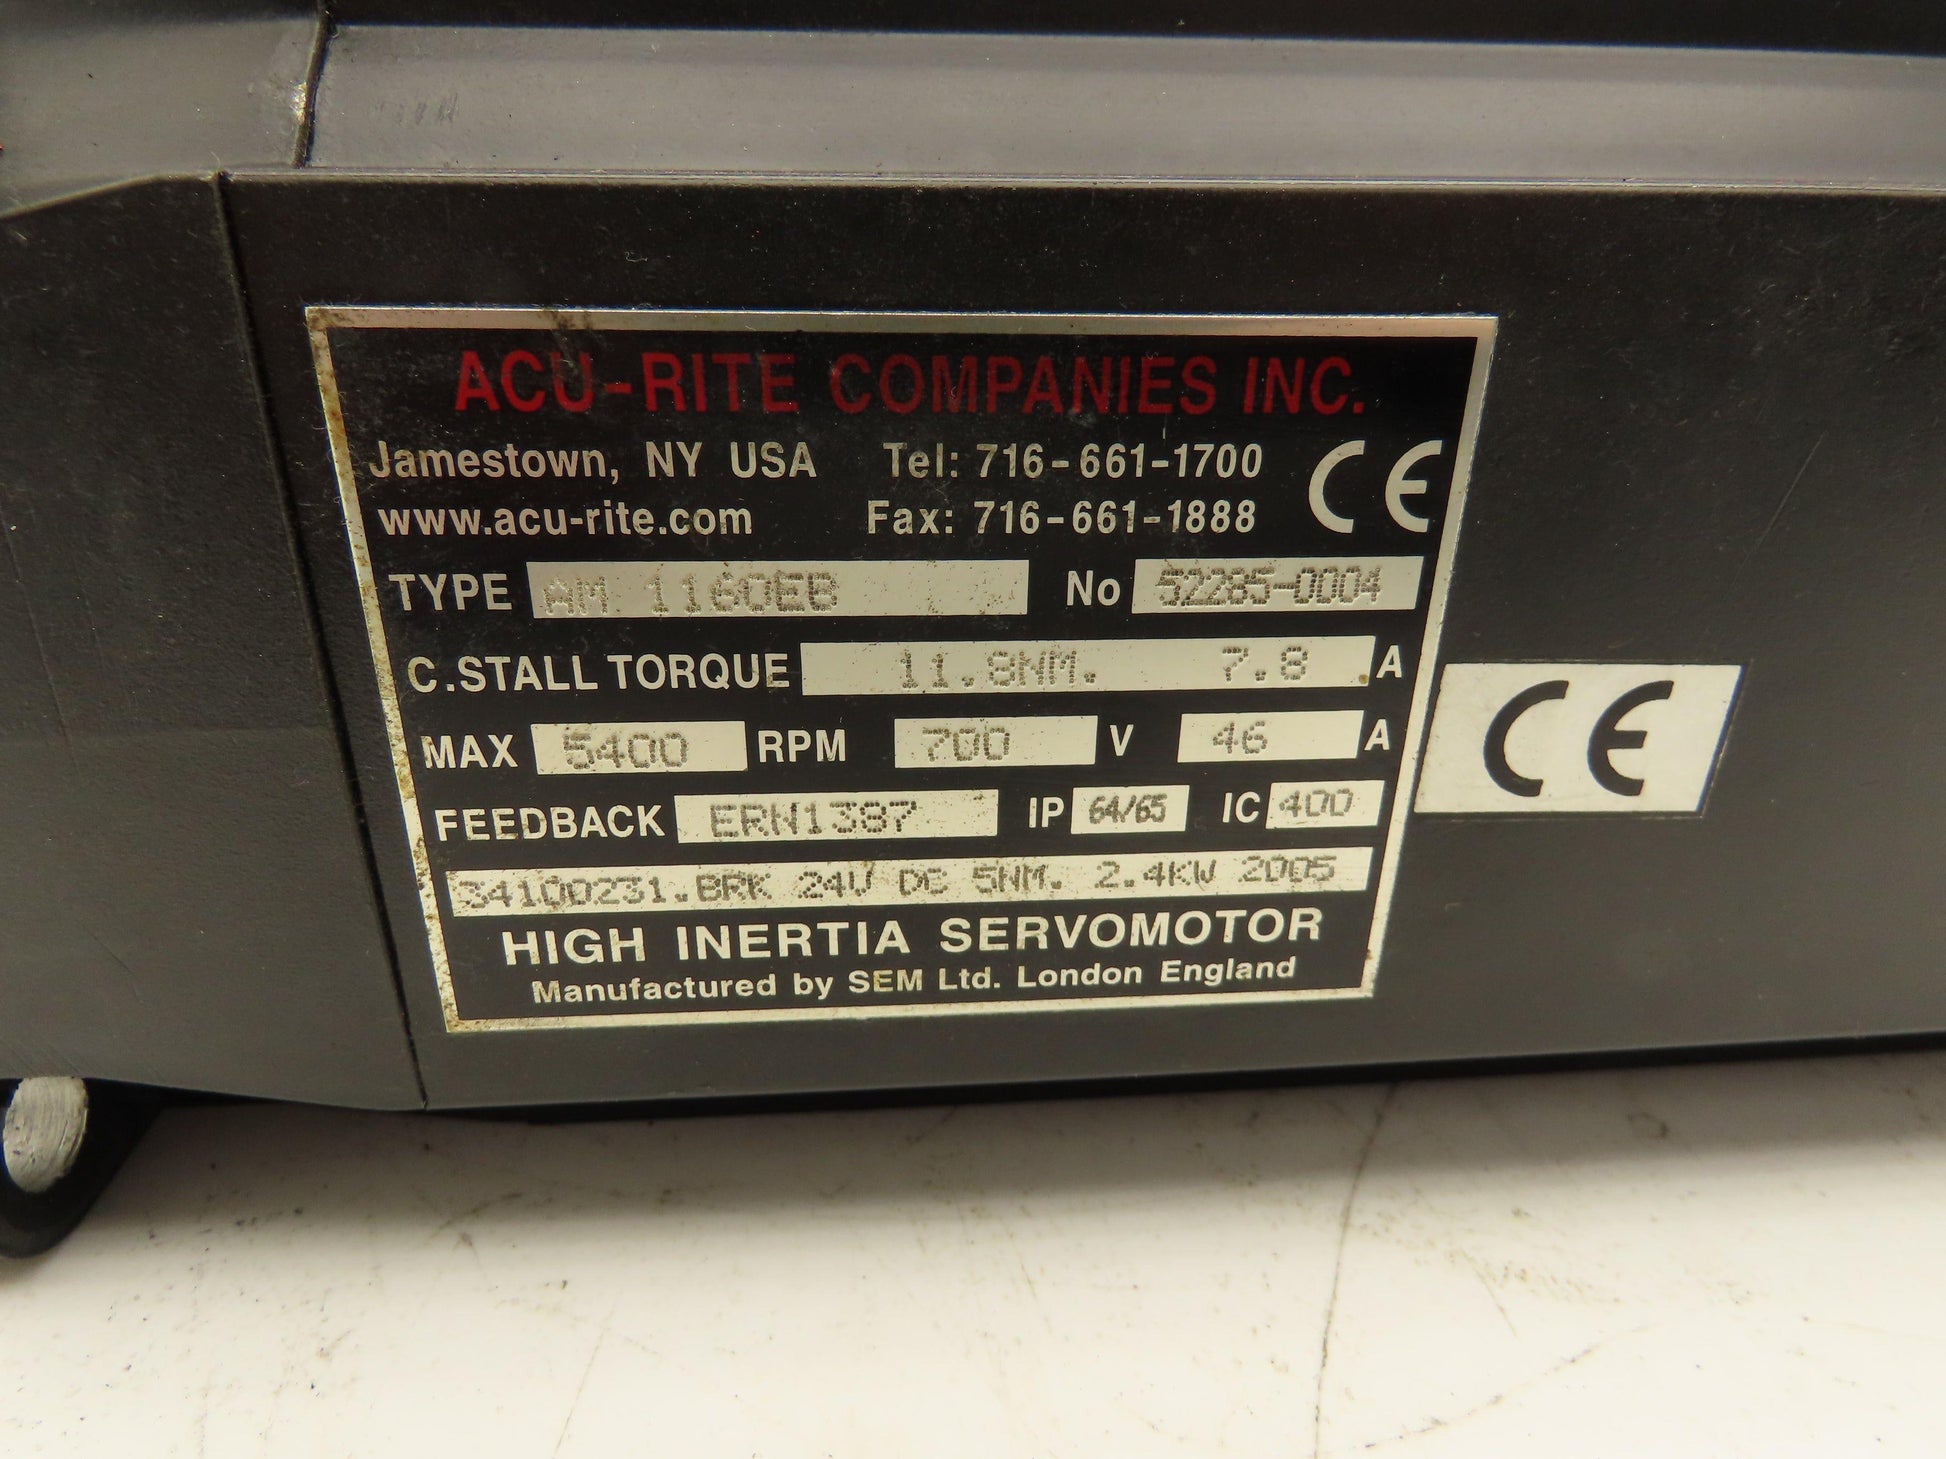 ACU-RITE COMPANIES INC.
Jamestown, NY USA Tel: 716-661-1700 CE
www.acu-rite.com Fax: 716-661-1888
TYPE AM 1160EB No 52285-0004
C.STALL TORQUE 11.8NM. 7.8 A
MAX 5400 RPM 700 V 46 A
FEEDBACK ERN1387 IP 64/65 IC 400
34100231.BRK 24V DC 5NM. 2.4KW 2005
HIGH INERTIA SERVOMOTOR
Manufactured by SEM Ltd. London England
CE